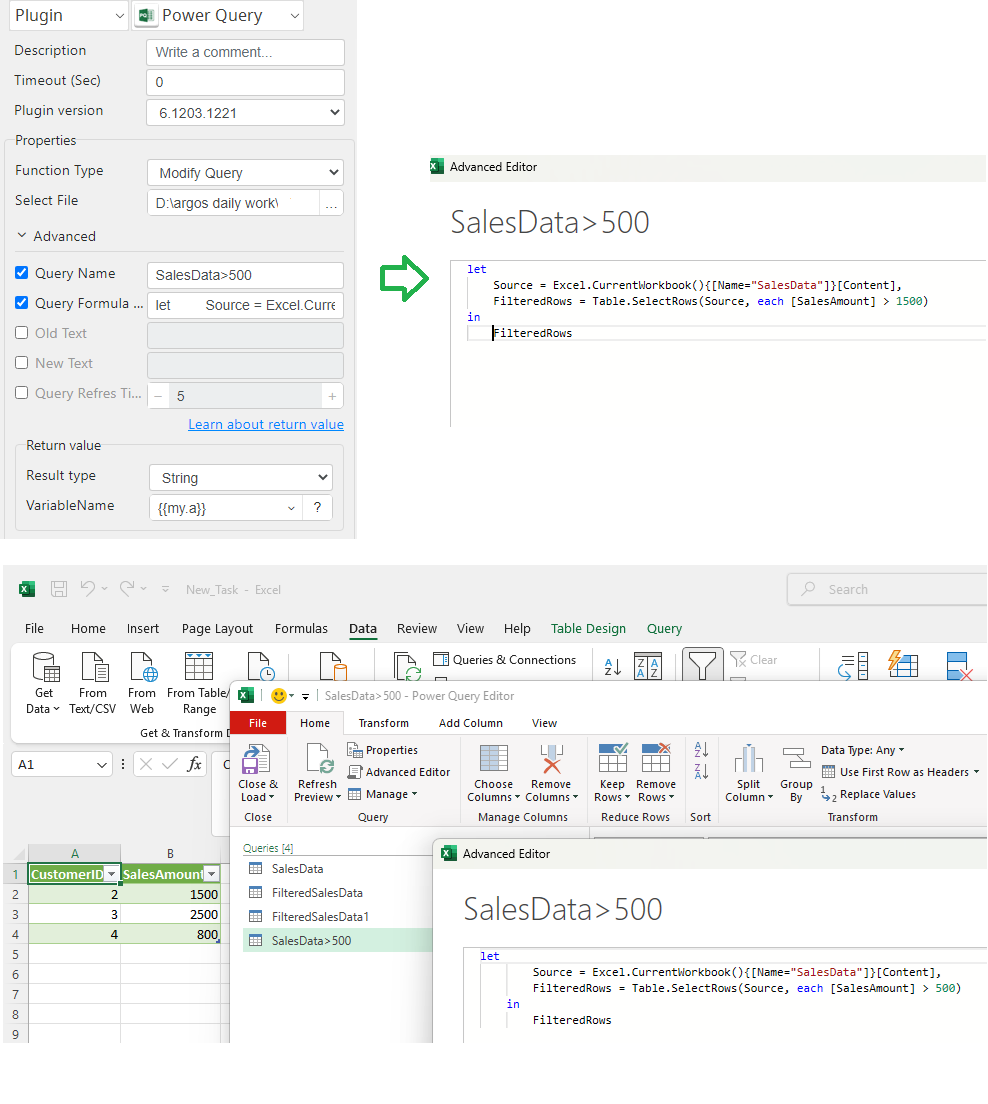 Plugin Power Query
Description Write a comment...
Timeout (Sec) 0
Plugin version 6.1203.1221
Properties
Function Type Modify Query
Select File D:\argos daily work\ ...
Advanced
Query Name SalesData>500
Query Formula ... let Source = Excel.Curre
Old Text
New Text
Query Refres Ti... − 5 +
Learn about return value
Return value
Result type String
VariableName {{my.a}} ?
Advanced Editor
SalesData>500
let
Source = Excel.CurrentWorkbook(){[Name="SalesData"]}[Content],
FilteredRows = Table.SelectRows(Source, each [SalesAmount] > 1500)
in
FilteredRows
New_Task - Excel
Search
File Home Insert Page Layout Formulas Data Review View Help Table Design Query
Get Data
From Text/CSV
From Web
From Table/ Range
Queries & Connections
Clear
Get & Transform D
A1
fx
C
A B
1 CustomerID SalesAmount
2 2 1500
3 3 2500
4 4 800
5
6
7
8
9
SalesData>500 - Power Query Editor
File Home Transform Add Column View
Close & Load
Refresh Preview
Properties
Advanced Editor
Manage
Choose Columns
Remove Columns
Keep Rows
Remove Rows
Split Column
Group By
Data Type: Any
Use First Row as Headers
Replace Values
Close Query Manage Columns Reduce Rows Sort Transform
Queries [4]
SalesData
FilteredSalesData
FilteredSalesData1
SalesData>500
Advanced Editor
SalesData>500
let
Source = Excel.CurrentWorkbook(){[Name="SalesData"]}[Content],
FilteredRows = Table.SelectRows(Source, each [SalesAmount] > 500)
in
FilteredRows